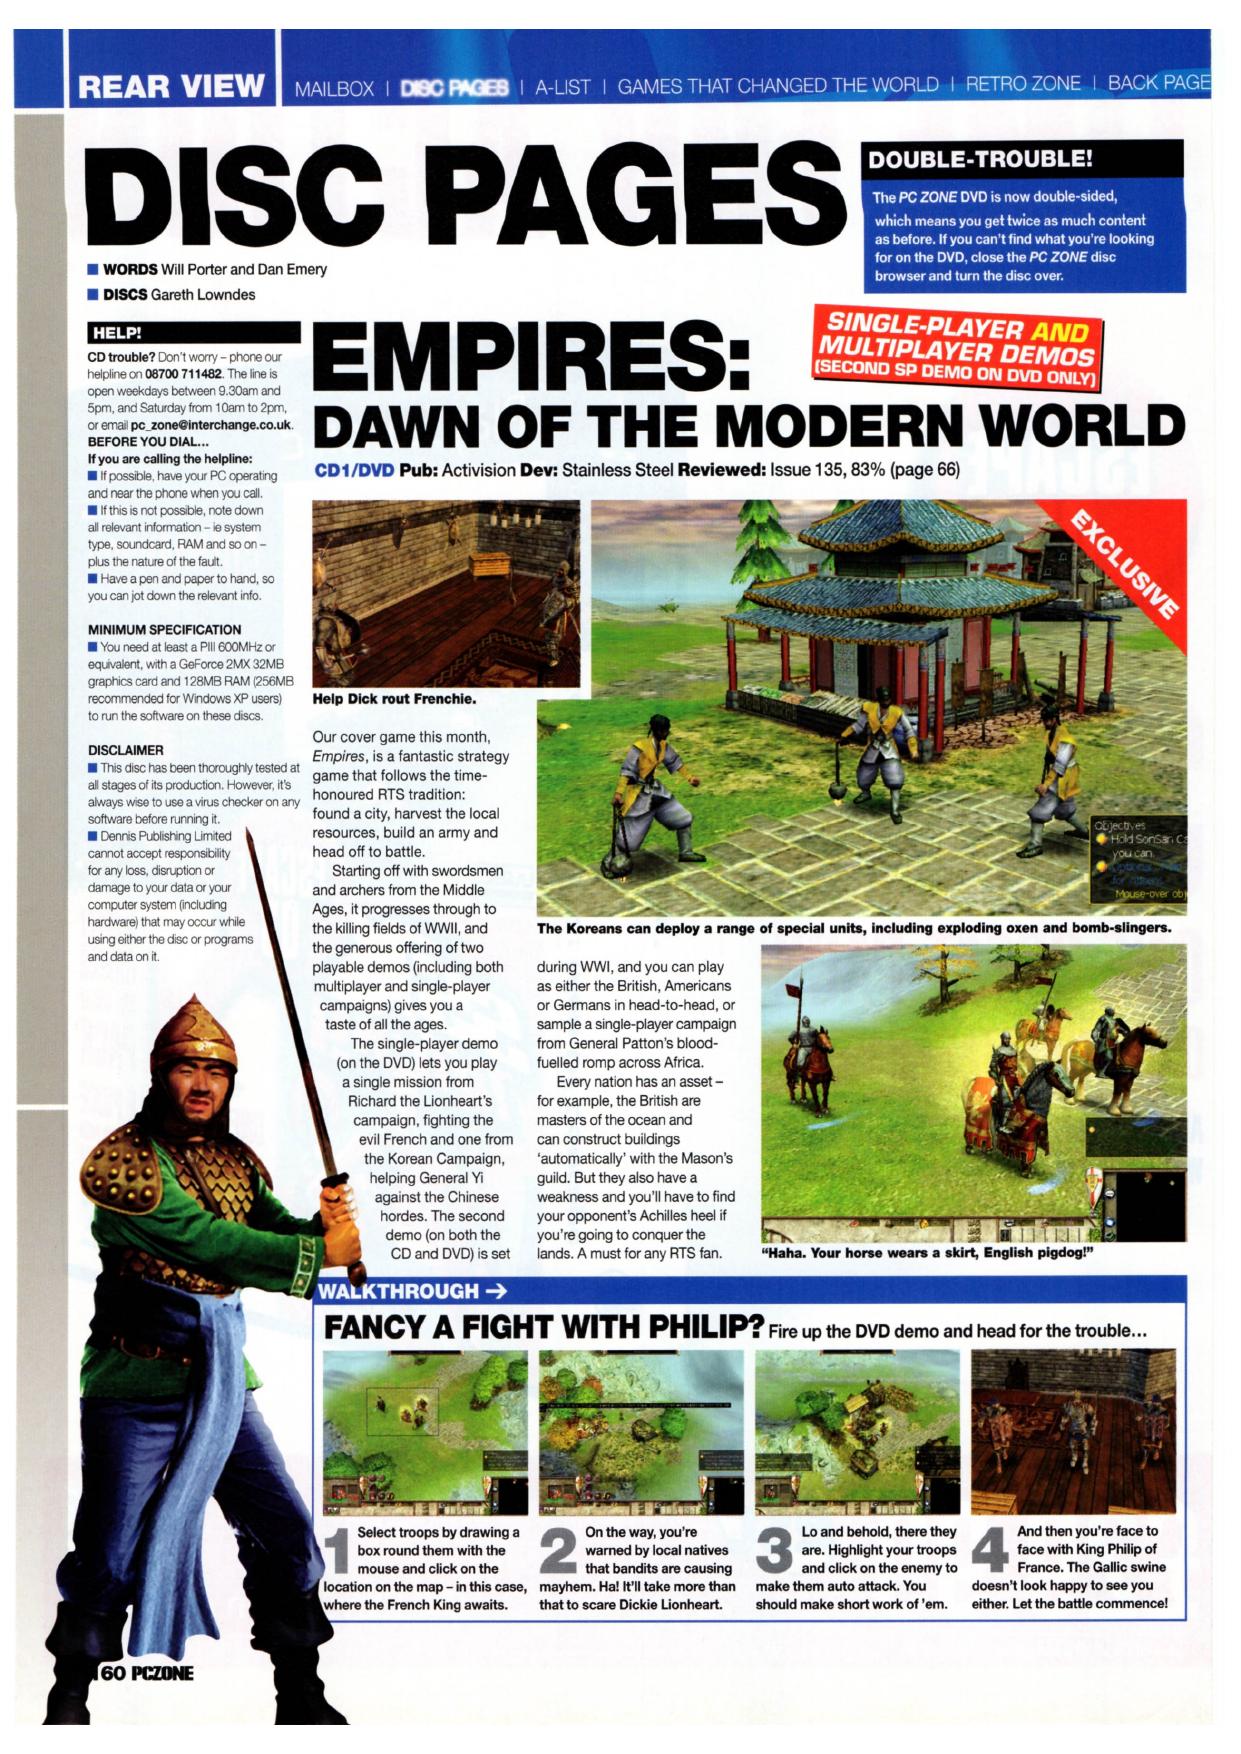 REAR VIEW
MAILBOX | DISC PAGES | A-LIST | GAMES THAT CHANGED THE WORLD | RETRO ZONE | BACK PAGE
DISC PAGES
WORDS Will Porter and Dan Emery
DISCS Gareth Lowndes
DOUBLE-TROUBLE!
The PC ZONE DVD is now double-sided,
which means you get twice as much content
as before. If you can't find what you're looking
for on the DVD, close the PC ZONE disc
browser and turn the disc over.
HELP!
CD trouble? Don't worry – phone our
helpline on 08700 711482. The line is
open weekdays between 9.30am and
5pm, and Saturday from 10am to 2pm,
or email pc_zone@interchange.co.uk.
BEFORE YOU DIAL...
If you are calling the helpline:
If possible, have your PC operating
and near the phone when you call.
If this is not possible, note down
all relevant information – ie system
type, soundcard, RAM and so on –
plus the nature of the fault.
Have a pen and paper to hand, so
you can jot down the relevant info.
MINIMUM SPECIFICATION
You need at least a PIII 600MHz or
equivalent, with a GeForce 2MX 32MB
graphics card and 128MB RAM (256MB
recommended for Windows XP users)
to run the software on these discs.
DISCLAIMER
This disc has been thoroughly tested at
all stages of its production. However, it's
always wise to use a virus checker on any
software before running it.
Dennis Publishing Limited
cannot accept responsibility
for any loss, disruption or
damage to your data or your
computer system (including
hardware) that may occur while
using either the disc or programs
and data on it.
EMPIRES:
DAWN OF THE MODERN WORLD
SINGLE-PLAYER AND
MULTIPLAYER DEMOS
(SECOND SP DEMO ON DVD ONLY)
CD1/DVD Pub: Activision Dev: Stainless Steel Reviewed: Issue 135, 83% (page 66)
EXCLUSIVE
Help Dick rout Frenchie.
Objectives
Hold SonSan Ca
you can.
Mouse-over obj
The Koreans can deploy a range of special units, including exploding oxen and bomb-slingers.
Our cover game this month,
Empires, is a fantastic strategy
game that follows the time-
honoured RTS tradition:
found a city, harvest the local
resources, build an army and
head off to battle.
Starting off with swordsmen
and archers from the Middle
Ages, it progresses through to
the killing fields of WWII, and
the generous offering of two
playable demos (including both
multiplayer and single-player
campaigns) gives you a
taste of all the ages.
The single-player demo
(on the DVD) lets you play
a single mission from
Richard the Lionheart's
campaign, fighting the
evil French and one from
the Korean Campaign,
helping General Yi
against the Chinese
hordes. The second
demo (on both the
CD and DVD) is set
during WWI, and you can play
as either the British, Americans
or Germans in head-to-head, or
sample a single-player campaign
from General Patton's blood-
fuelled romp across Africa.
Every nation has an asset –
for example, the British are
masters of the ocean and
can construct buildings
'automatically' with the Mason's
guild. But they also have a
weakness and you'll have to find
your opponent's Achilles heel if
you're going to conquer the
lands. A must for any RTS fan.
"Haha. Your horse wears a skirt, English pigdog!"
WALKTHROUGH →
FANCY A FIGHT WITH PHILIP? Fire up the DVD demo and head for the trouble...
1 Select troops by drawing a
box round them with the
mouse and click on the
location on the map – in this case,
where the French King awaits.
2 On the way, you're
warned by local natives
that bandits are causing
mayhem. Ha! It'll take more than
that to scare Dickie Lionheart.
3 Lo and behold, there they
are. Highlight your troops
and click on the enemy to
make them auto attack. You
should make short work of 'em.
4 And then you're face to
face with King Philip of
France. The Gallic swine
doesn't look happy to see you
either. Let the battle commence!
160 PCZONE